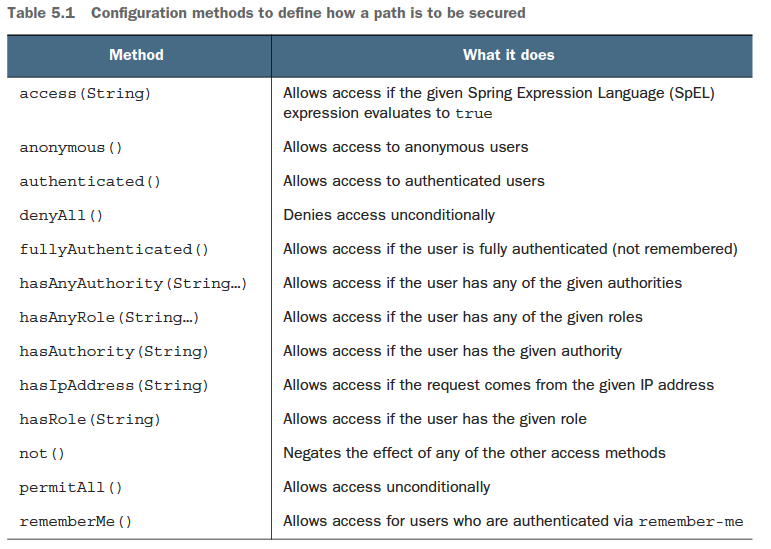 Table 5.1 Configuration methods to define how a path is to be secured
Method What it does
access(String) Allows access if the given Spring Expression Language (SpEL)
expression evaluates to true
anonymous() Allows access to anonymous users
authenticated() Allows access to authenticated users
denyAll() Denies access unconditionally
fullyAuthenticated() Allows access if the user is fully authenticated (not remembered)
hasAnyAuthority(String…) Allows access if the user has any of the given authorities
hasAnyRole(String…) Allows access if the user has any of the given roles
hasAuthority(String) Allows access if the user has the given authority
hasIpAddress(String) Allows access if the request comes from the given IP address
hasRole(String) Allows access if the user has the given role
not() Negates the effect of any of the other access methods
permitAll() Allows access unconditionally
rememberMe() Allows access for users who are authenticated via remember-me